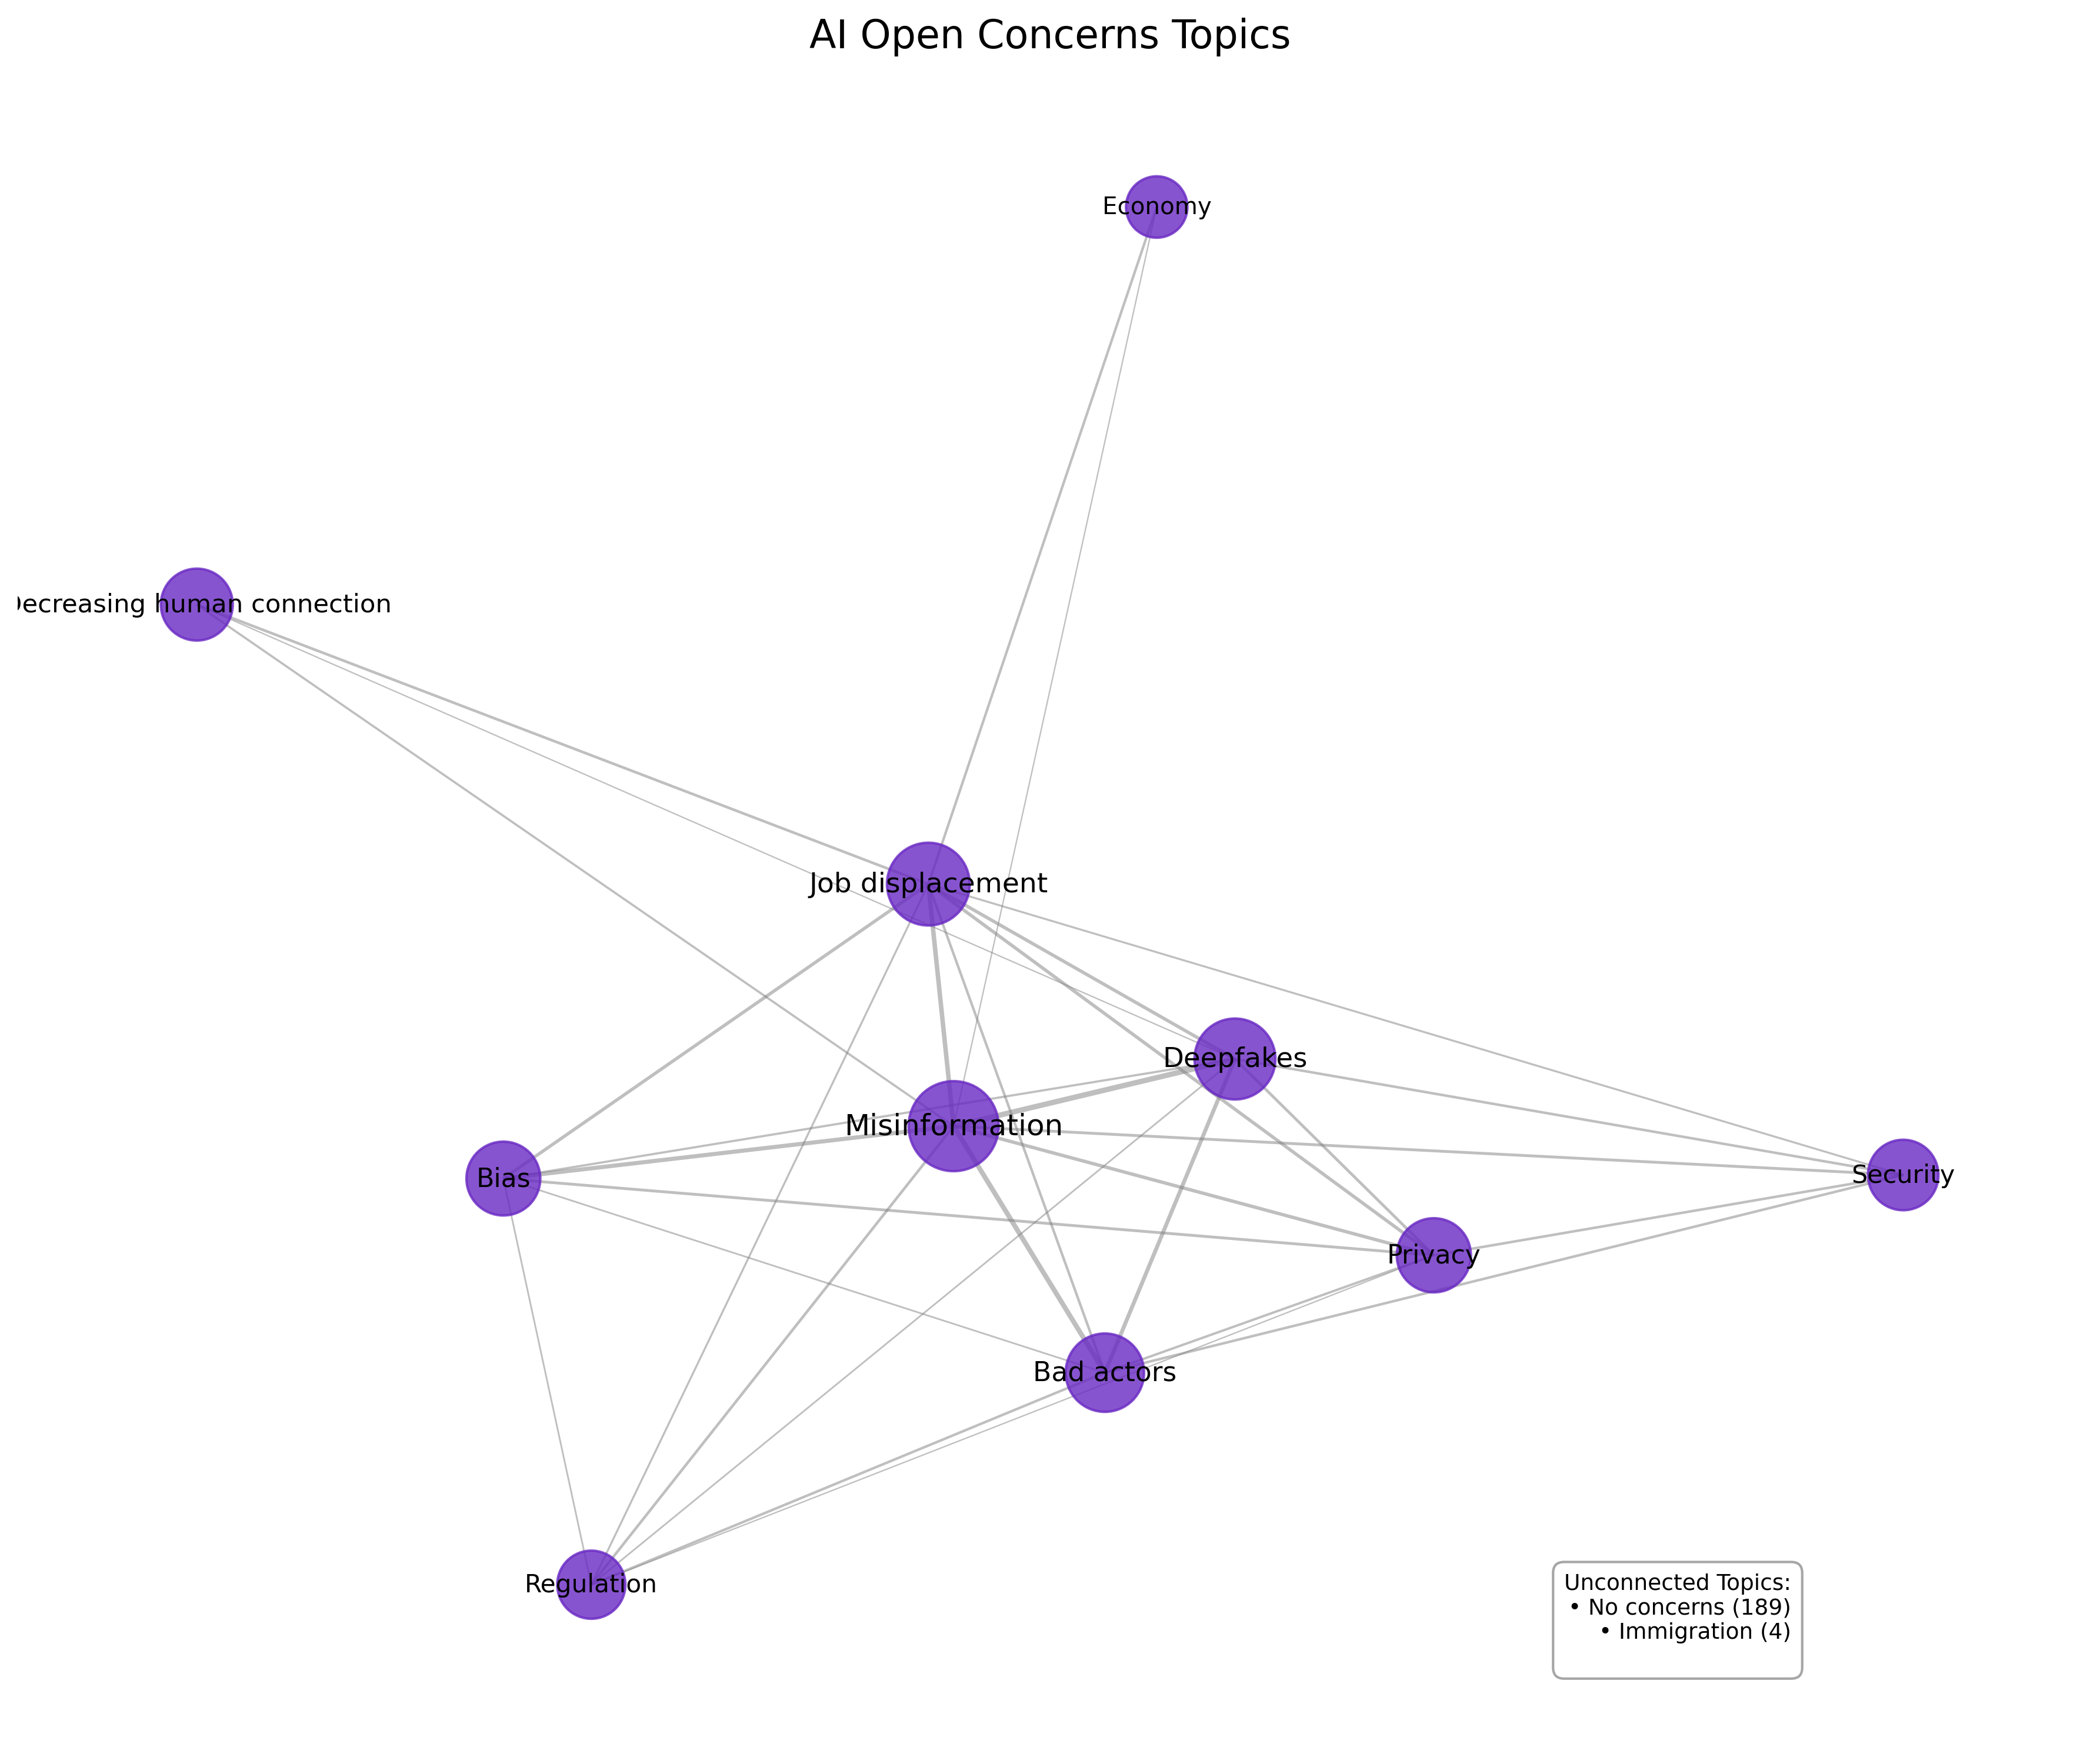 AI Open Concerns Topics
Economy
ecreasing human connection
Job displacement
Deepfakes
Misinformation
Bias
Security
Privacy
Bad actors
Regulation
Unconnected Topics:
• No concerns (189)
• Immigration (4)